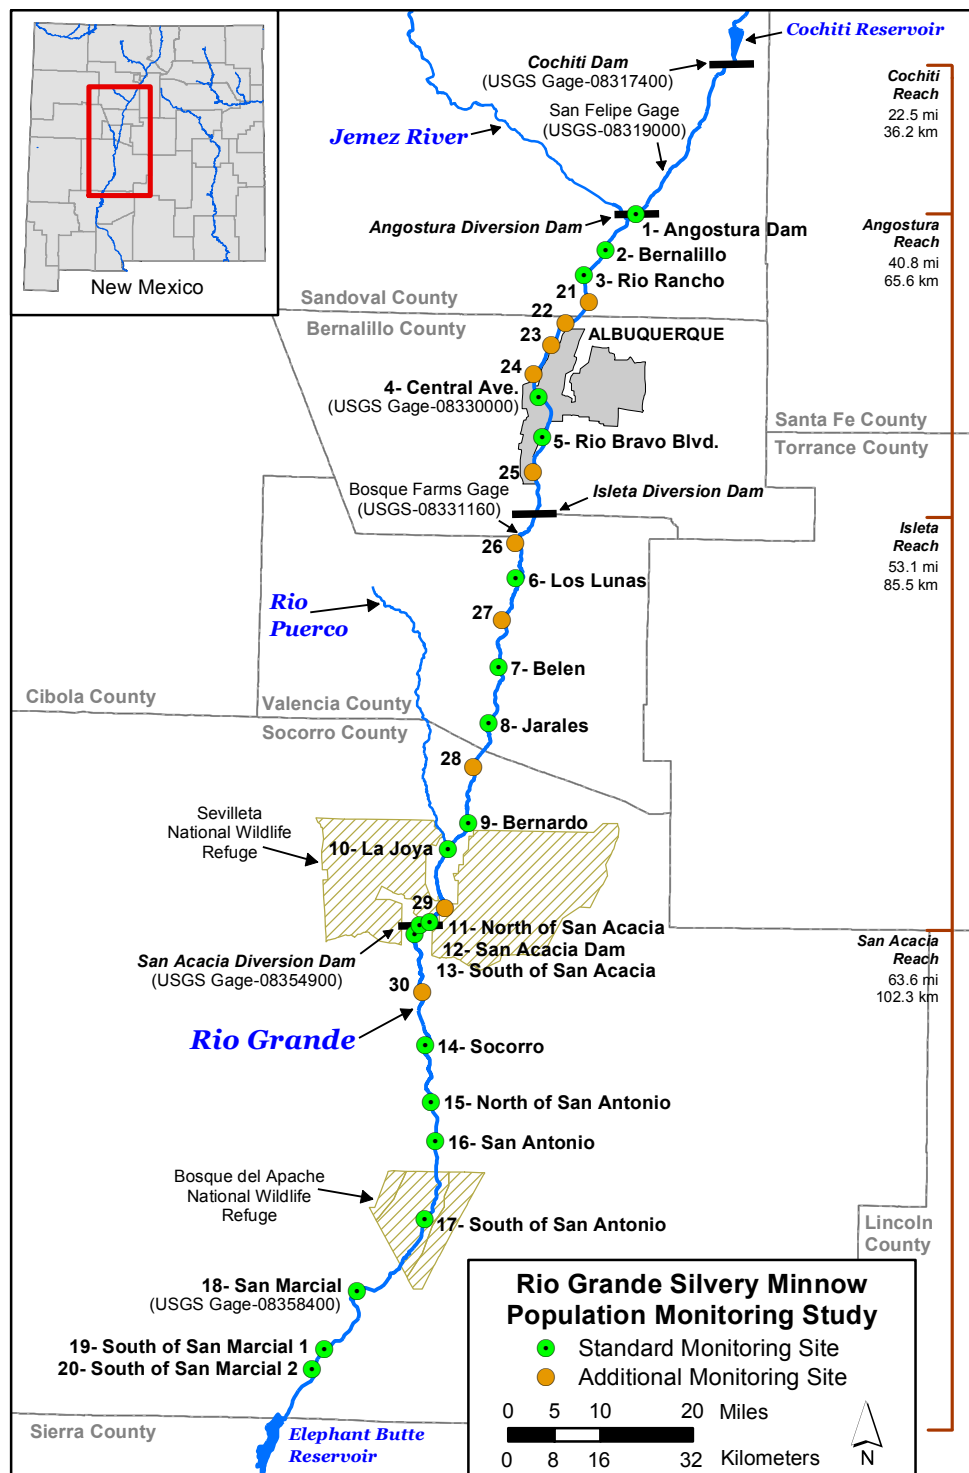 New Mexico
Cochiti Reservoir
Cochiti Dam
(USGS Gage-08317400)
San Felipe Gage
(USGS-08319000)
Jemez River
Cochiti
Reach
22.5 mi
36.2 km
Angostura Diversion Dam
1- Angostura Dam
2- Bernalillo
3- Rio Rancho
Angostura
Reach
40.8 mi
65.6 km
21
Sandoval County
Bernalillo County
22
23
ALBUQUERQUE
24
4- Central Ave.
(USGS Gage-08330000)
Santa Fe County
Torrance County
5- Rio Bravo Blvd.
25
Bosque Farms Gage
(USGS-08331160)
Isleta Diversion Dam
Isleta
Reach
53.1 mi
85.5 km
26
6- Los Lunas
Rio
Puerco
27
7- Belen
Cibola County
Valencia County
Socorro County
8- Jarales
28
Sevilleta
National Wildlife
Refuge
9- Bernardo
10- La Joya
29
11- North of San Acacia
12- San Acacia Dam
13- South of San Acacia
San Acacia Diversion Dam
(USGS Gage-08354900)
San Acacia
Reach
63.6 mi
102.3 km
30
Rio Grande
14- Socorro
15- North of San Antonio
16- San Antonio
Bosque del Apache
National Wildlife
Refuge
17- South of San Antonio
Lincoln
County
18- San Marcial
(USGS Gage-08358400)
19- South of San Marcial 1
20- South of San Marcial 2
Sierra County
Elephant Butte
Reservoir
Rio Grande Silvery Minnow
Population Monitoring Study
Standard Monitoring Site
Additional Monitoring Site
0 5 10 20 Miles
0 8 16 32 Kilometers
N